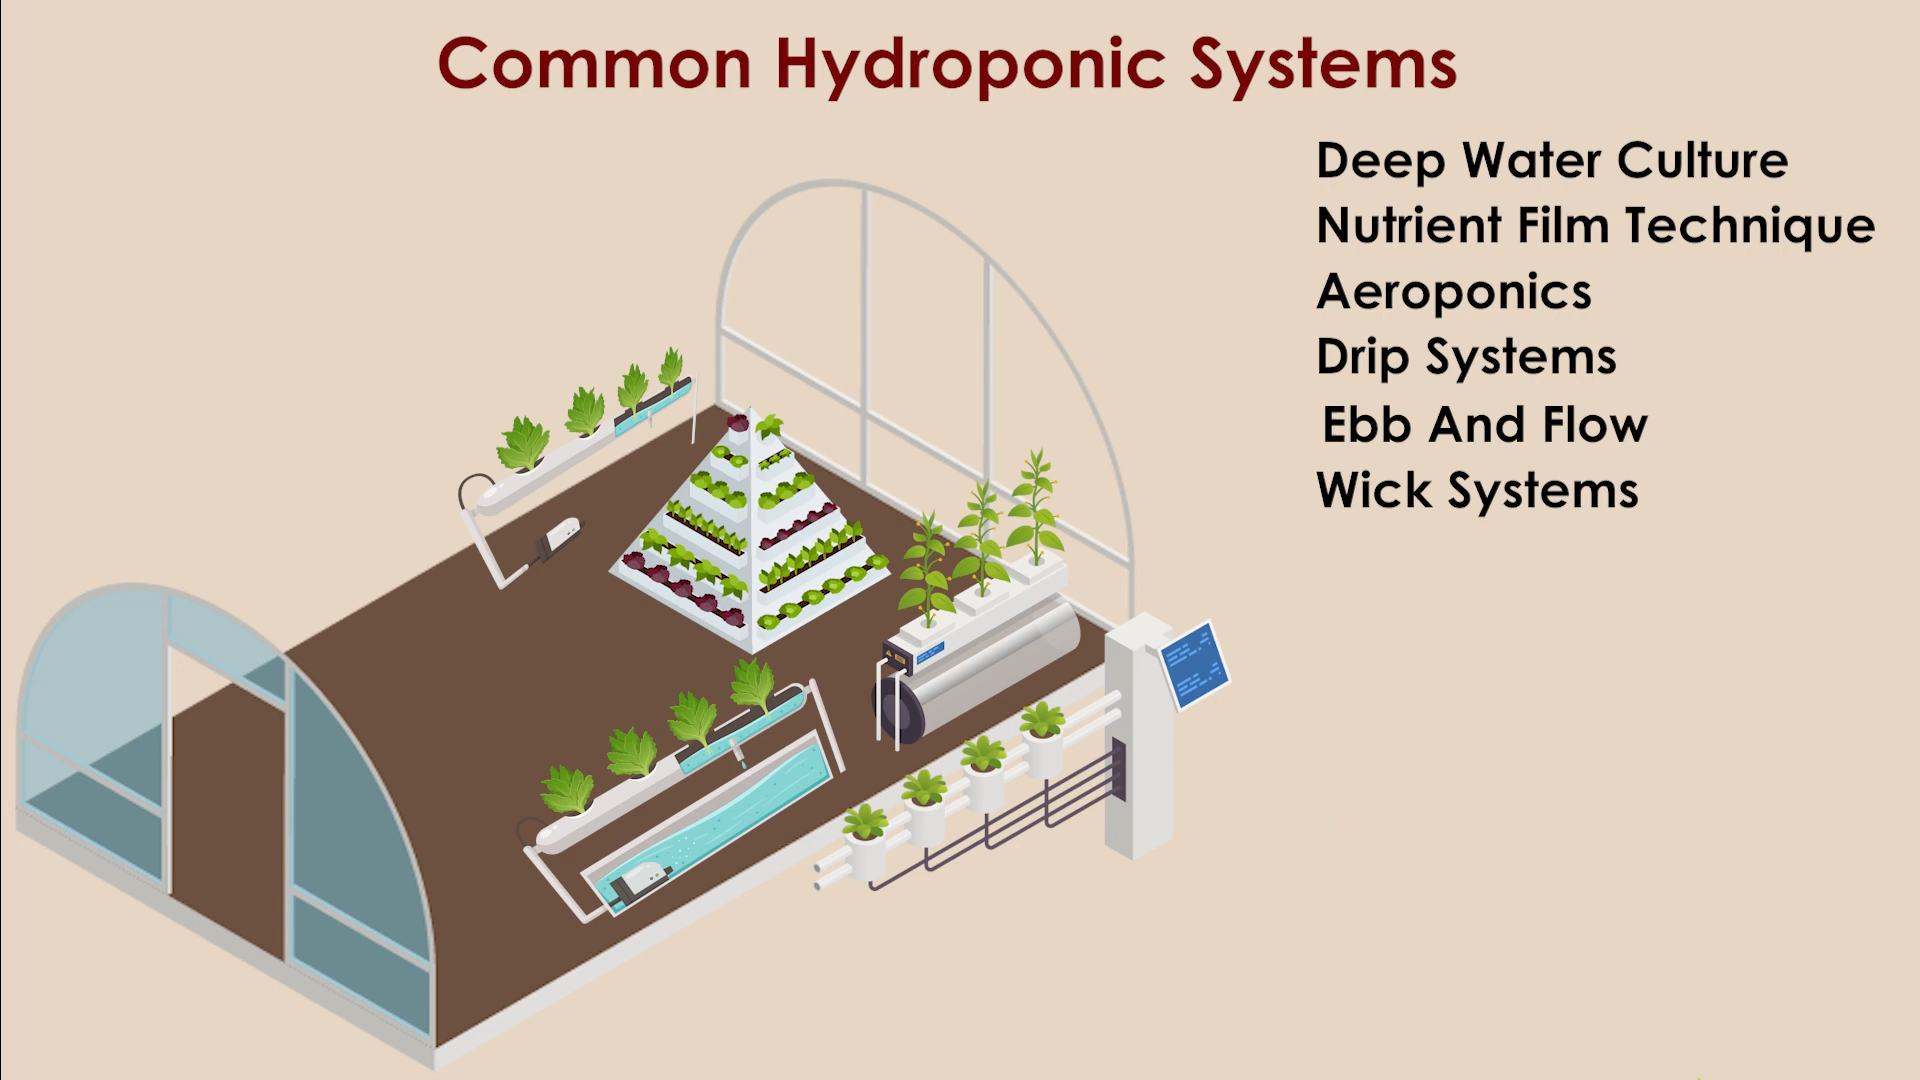 Common Hydroponic Systems
Deep Water Culture
Nutrient Film Technique
Aeroponics
Drip Systems
Ebb And Flow
Wick Systems